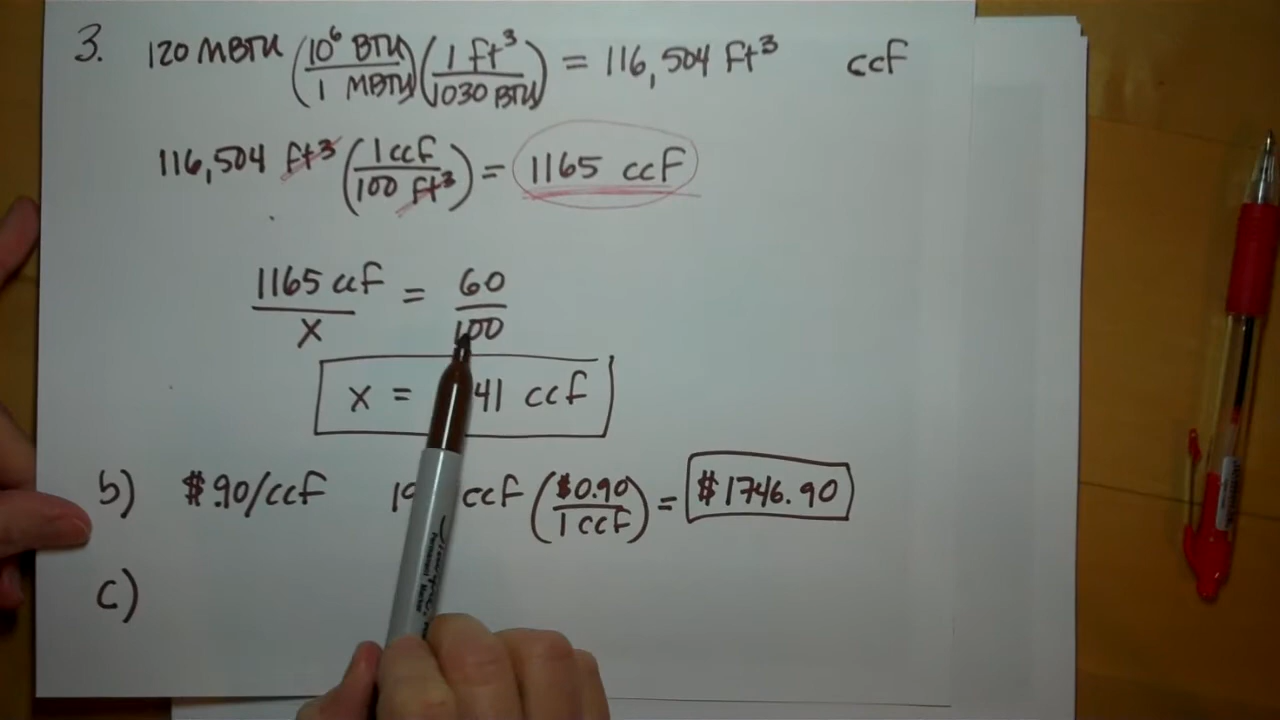 3. 120 MBTU (10⁶ BTU / 1 MBTU) (1 ft³ / 1030 BTU) = 116,504 ft³ ccf
116,504 ft³ (1 ccf / 100 ft³) = 1165 ccf
1165 ccf / x = 60 / 100
x = 41 ccf
b) $.90/ccf 19 ccf ($0.90 / 1 ccf) = $1746.90
c)